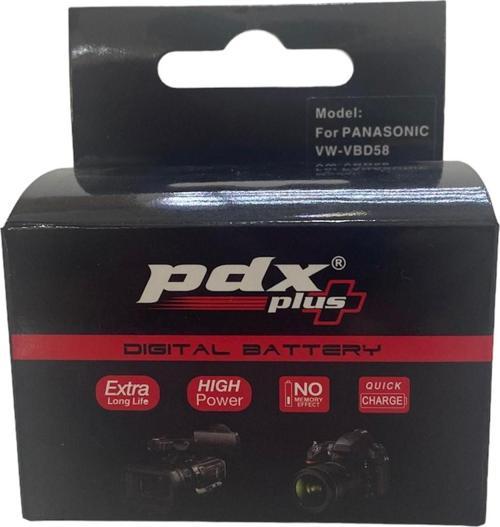 Model:
For PANASONIC
VW-VBD58
pdx®
plus
DIGITAL BATTERY
Extra
Long Life
HIGH
Power
NO
MEMORY
EFFECT
QUICK
CHARGE